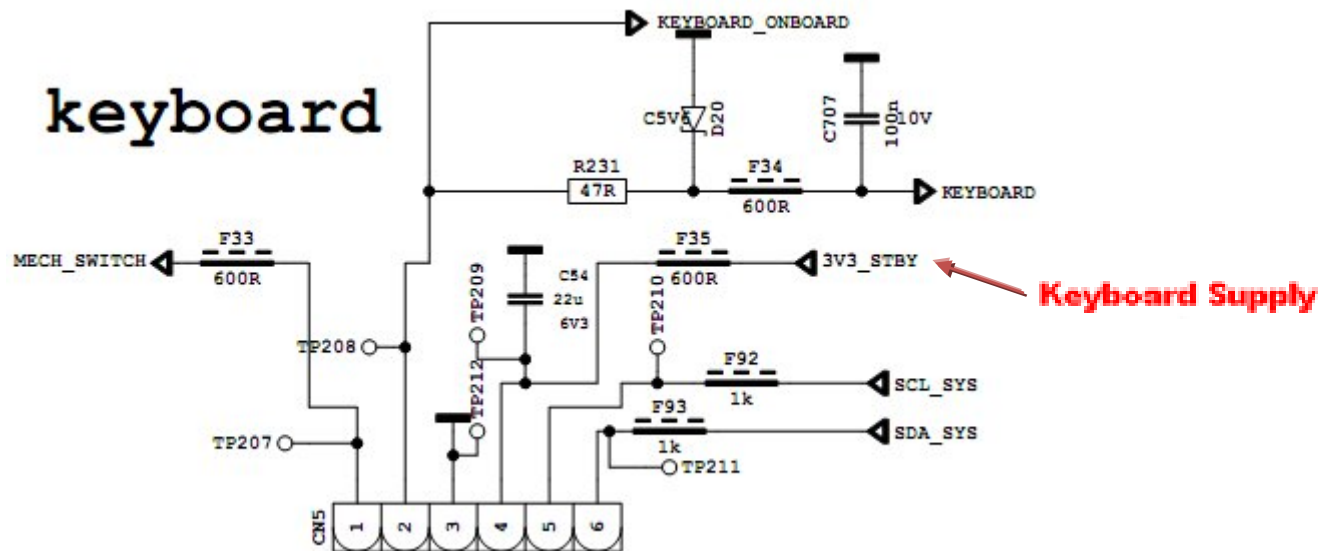 KEYBOARD_ONBOARD
keyboard
C5V6
D20
C707
100n
10V
R231
47R
F34
600R
KEYBOARD
MECH_SWITCH
F33
600R
TP209
C54
22u
6V3
F35
600R
TP210
3V3_STBY
Keyboard Supply
TP208
TP212
F92
1k
SCL_SYS
F93
1k
SDA_SYS
TP207
TP211
CN5
1
2
3
4
5
6